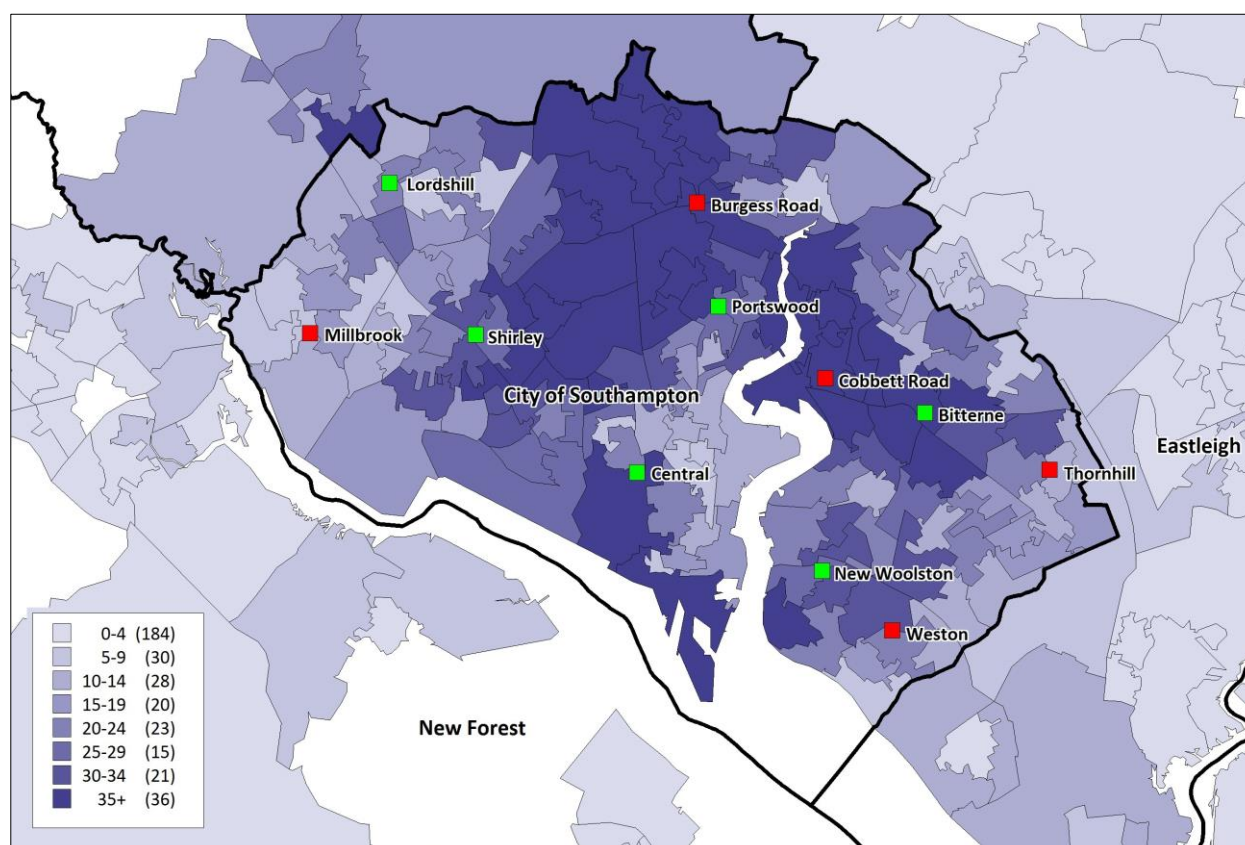 Lordshill
Burgess Road
Portswood
Millbrook
Shirley
Cobbett Road
City of Southampton
Bitterne
Eastleigh
Central
Thornhill
New Woolston
Weston
New Forest
0-4 (184)
5-9 (30)
10-14 (28)
15-19 (20)
20-24 (23)
25-29 (15)
30-34 (21)
35+ (36)